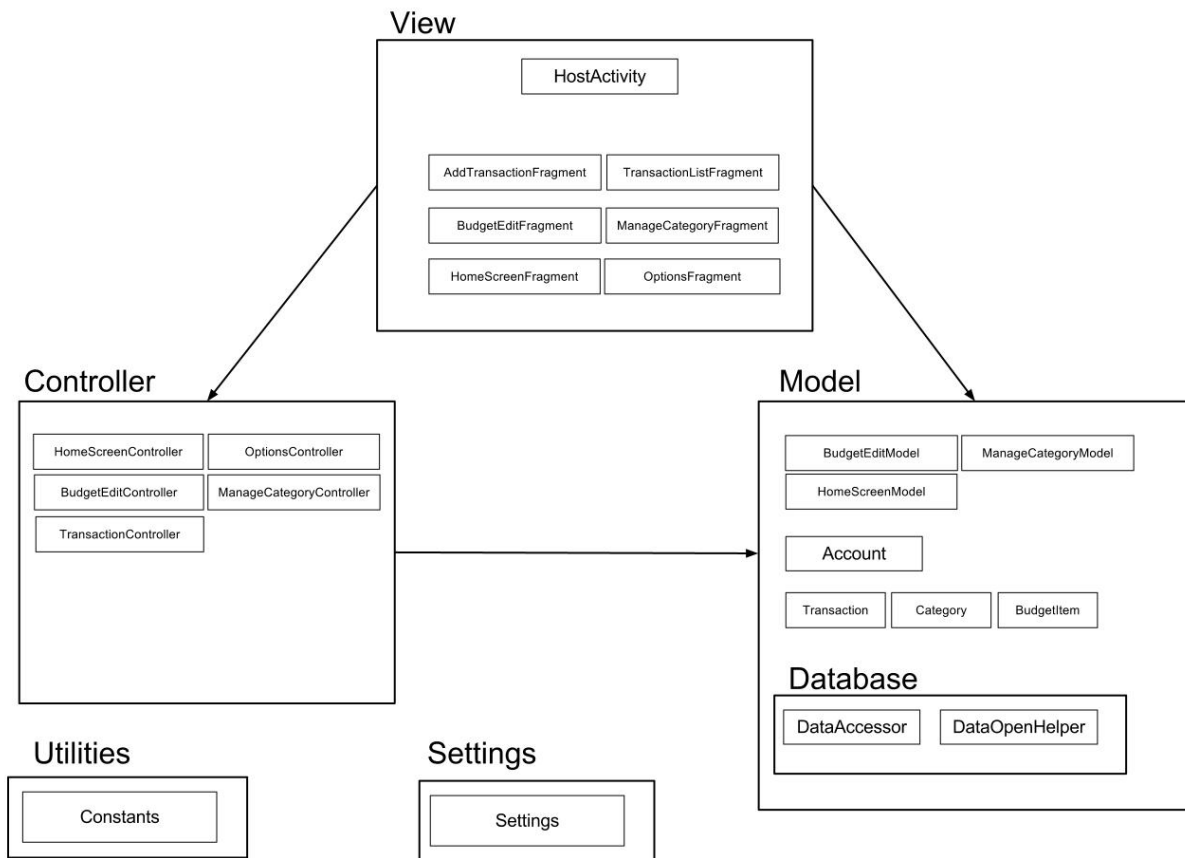 View
HostActivity
AddTransactionFragment
TransactionListFragment
BudgetEditFragment
ManageCategoryFragment
HomeScreenFragment
OptionsFragment
Controller
HomeScreenController
OptionsController
BudgetEditController
ManageCategoryController
TransactionController
Model
BudgetEditModel
ManageCategoryModel
HomeScreenModel
Account
Transaction
Category
BudgetItem
Database
DataAccessor
DataOpenHelper
Utilities
Constants
Settings
Settings